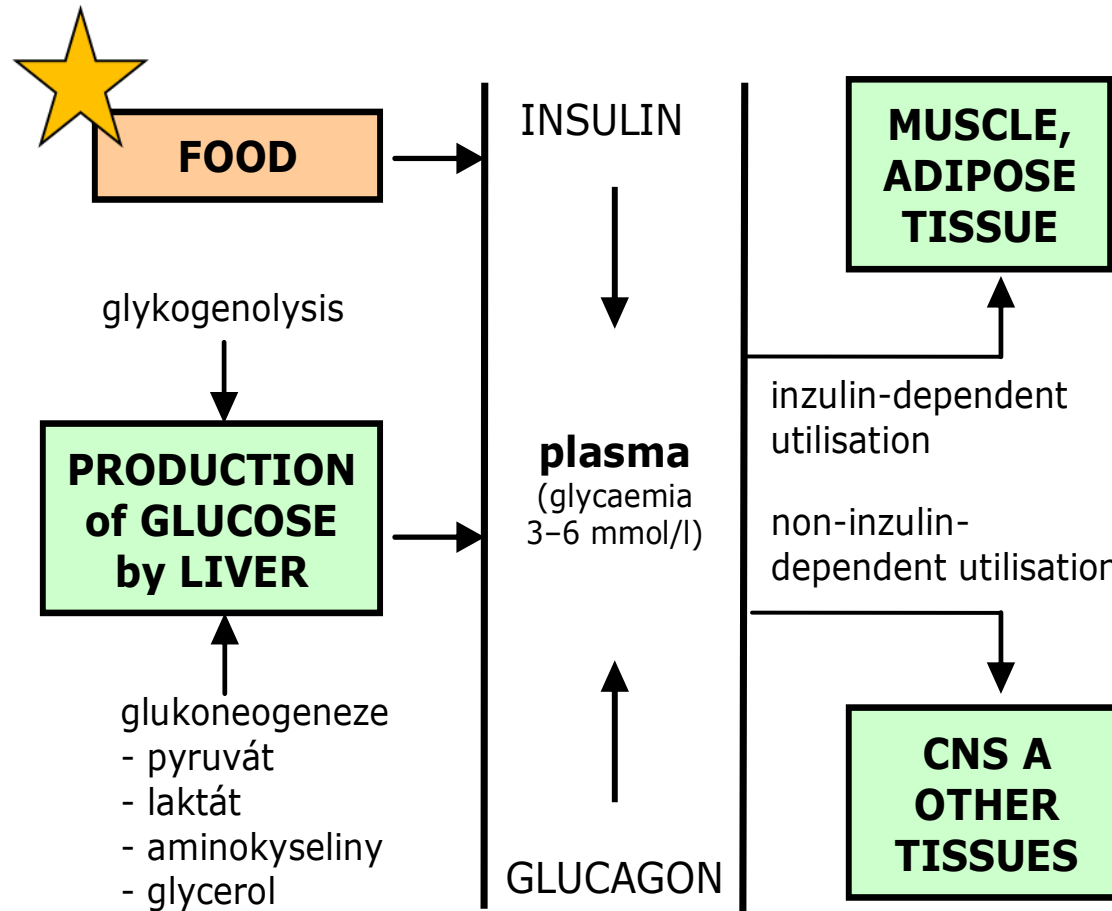 FOOD
glykogenolysis
PRODUCTION
of GLUCOSE
by LIVER
glukoneogeneze
- pyruvát
- laktát
- aminokyseliny
- glycerol
INSULIN
plasma
(glycaemia
3–6 mmol/l)
GLUCAGON
MUSCLE,
ADIPOSE
TISSUE
inzulin-dependent
utilisation
non-inzulin-
dependent utilisation
CNS A
OTHER
TISSUES